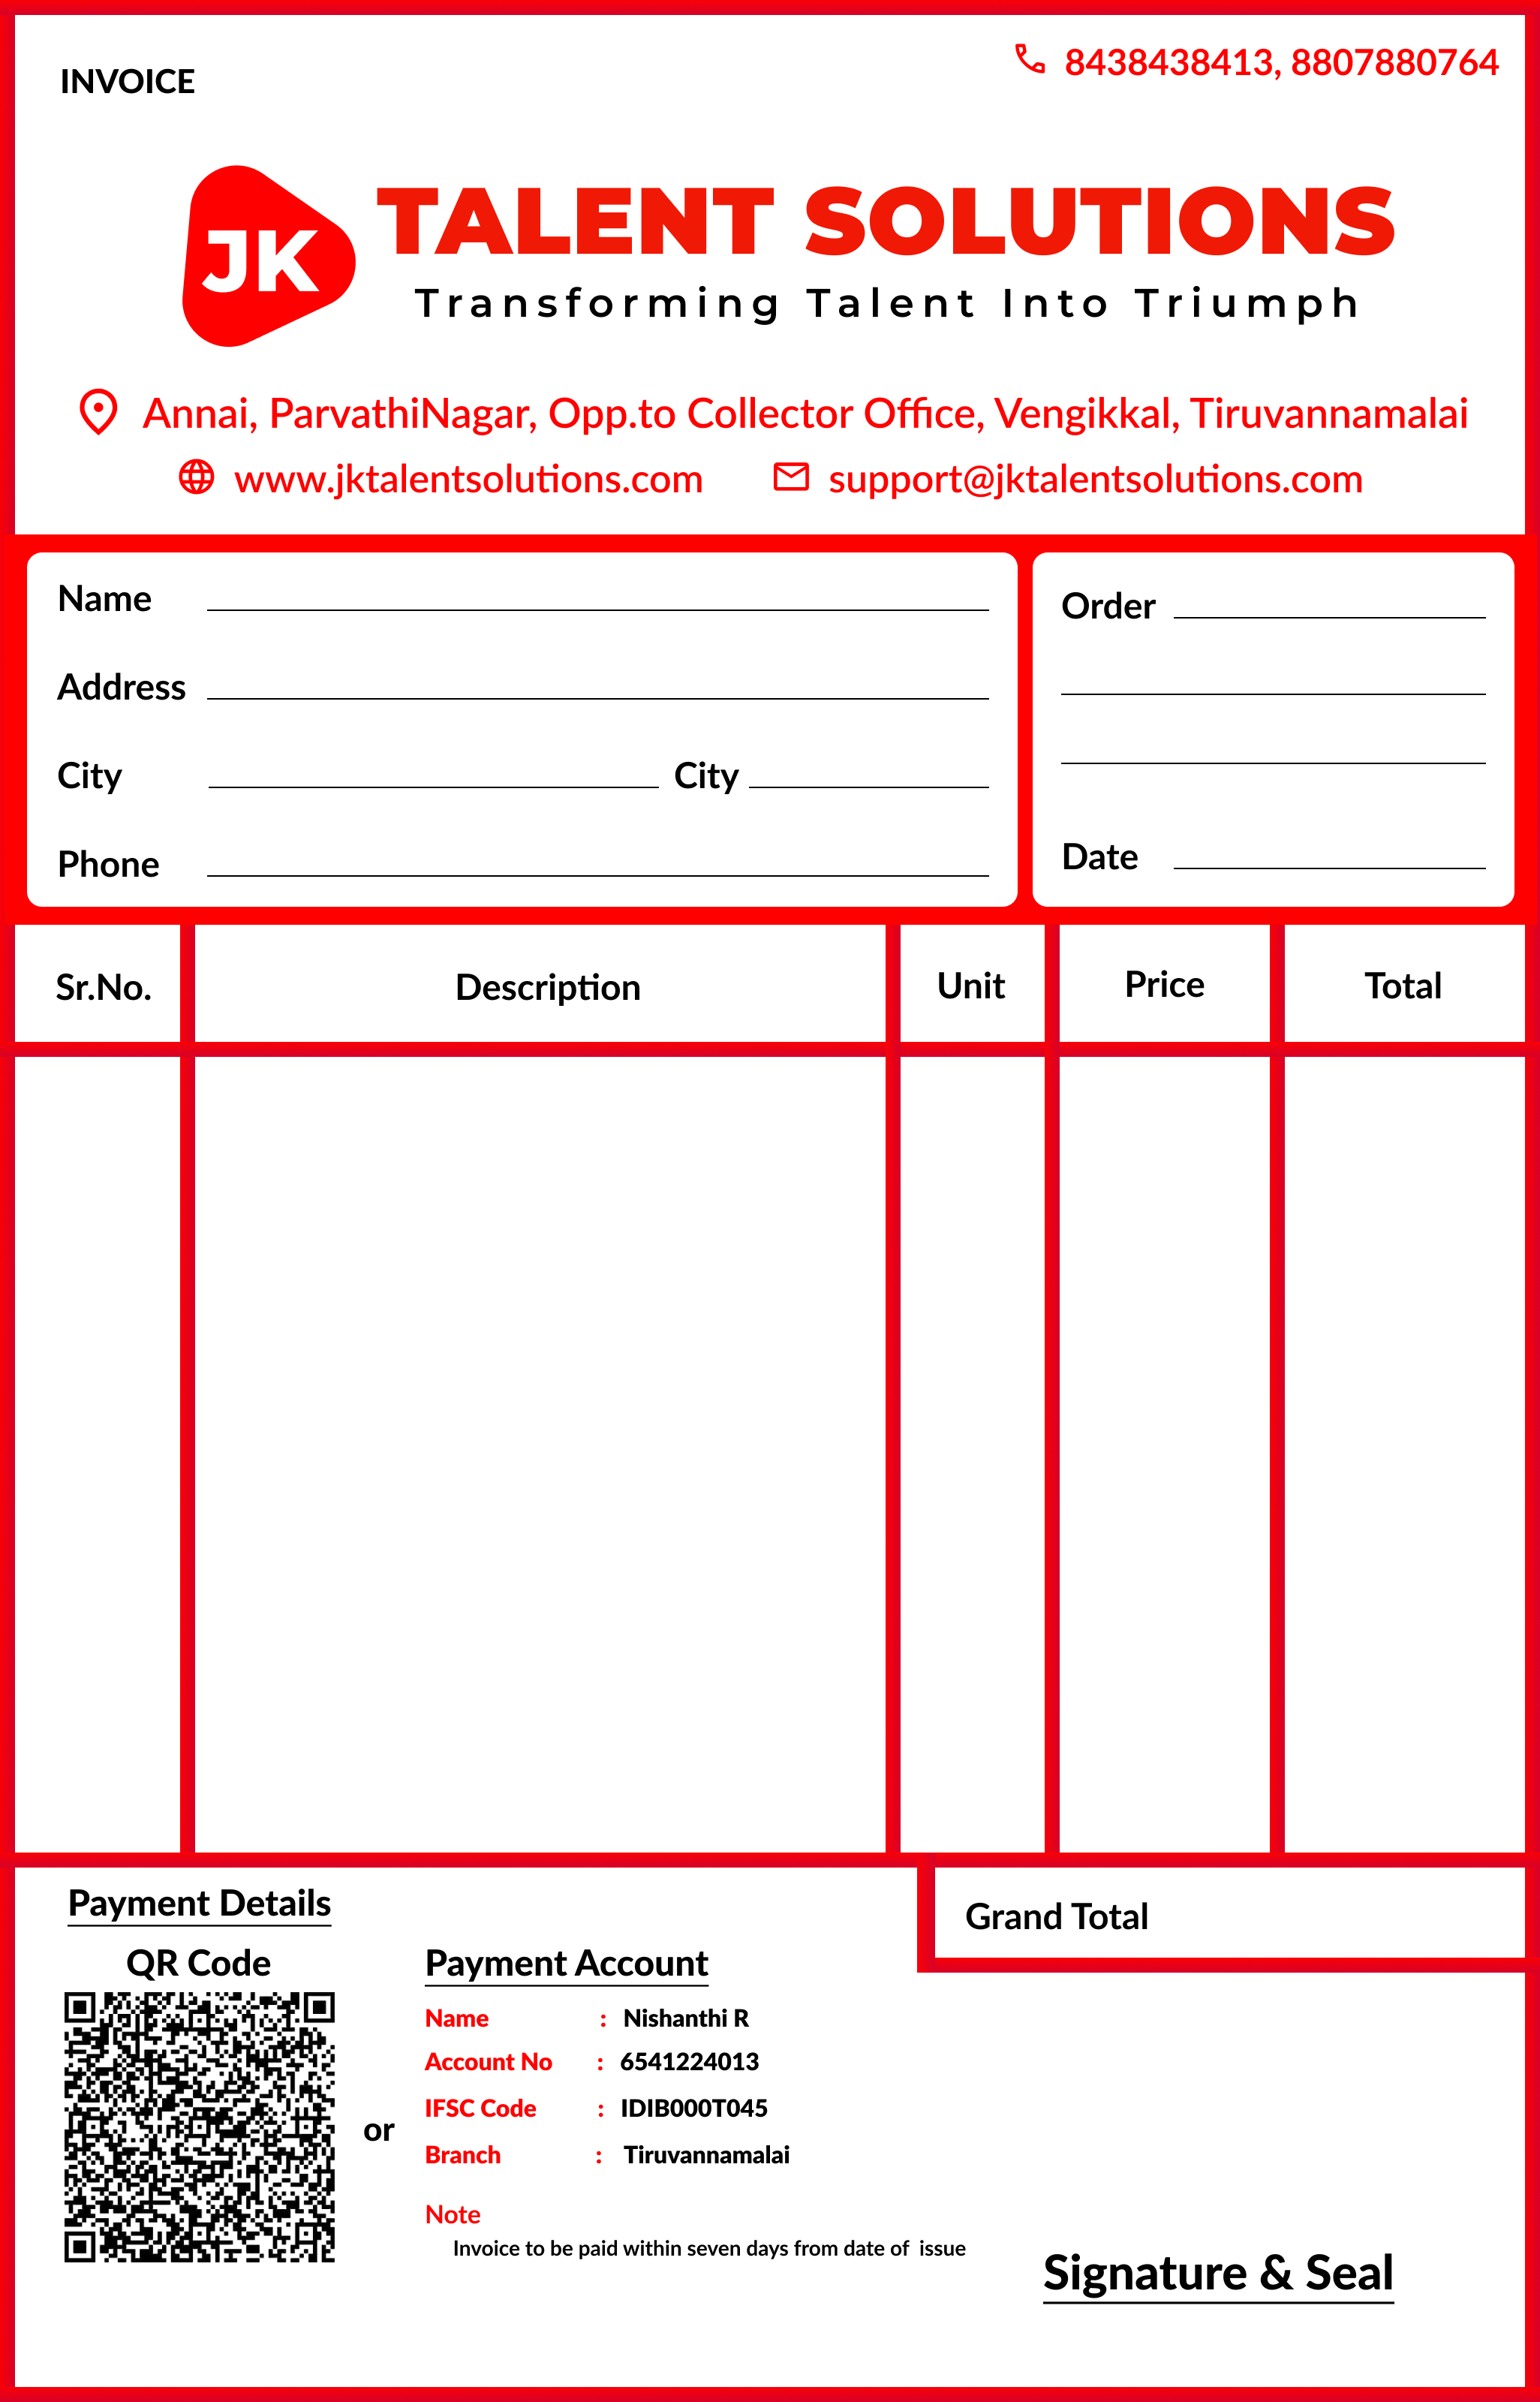 INVOICE
8438438413, 8807880764
JK
TALENT SOLUTIONS
Transforming Talent Into Triumph
Annai, ParvathiNagar, Opp.to Collector Office, Vengikkal, Tiruvannamalai
www.jktalentsolutions.com support@jktalentsolutions.com
Name
Address
City City
Phone
Order
Date
Sr.No. Description Unit Price Total
Grand Total
Payment Details
QR Code
or
Payment Account
Name : Nishanthi R
Account No : 6541224013
IFSC Code : IDIB000T045
Branch : Tiruvannamalai
Note
Invoice to be paid within seven days from date of issue
Signature & Seal